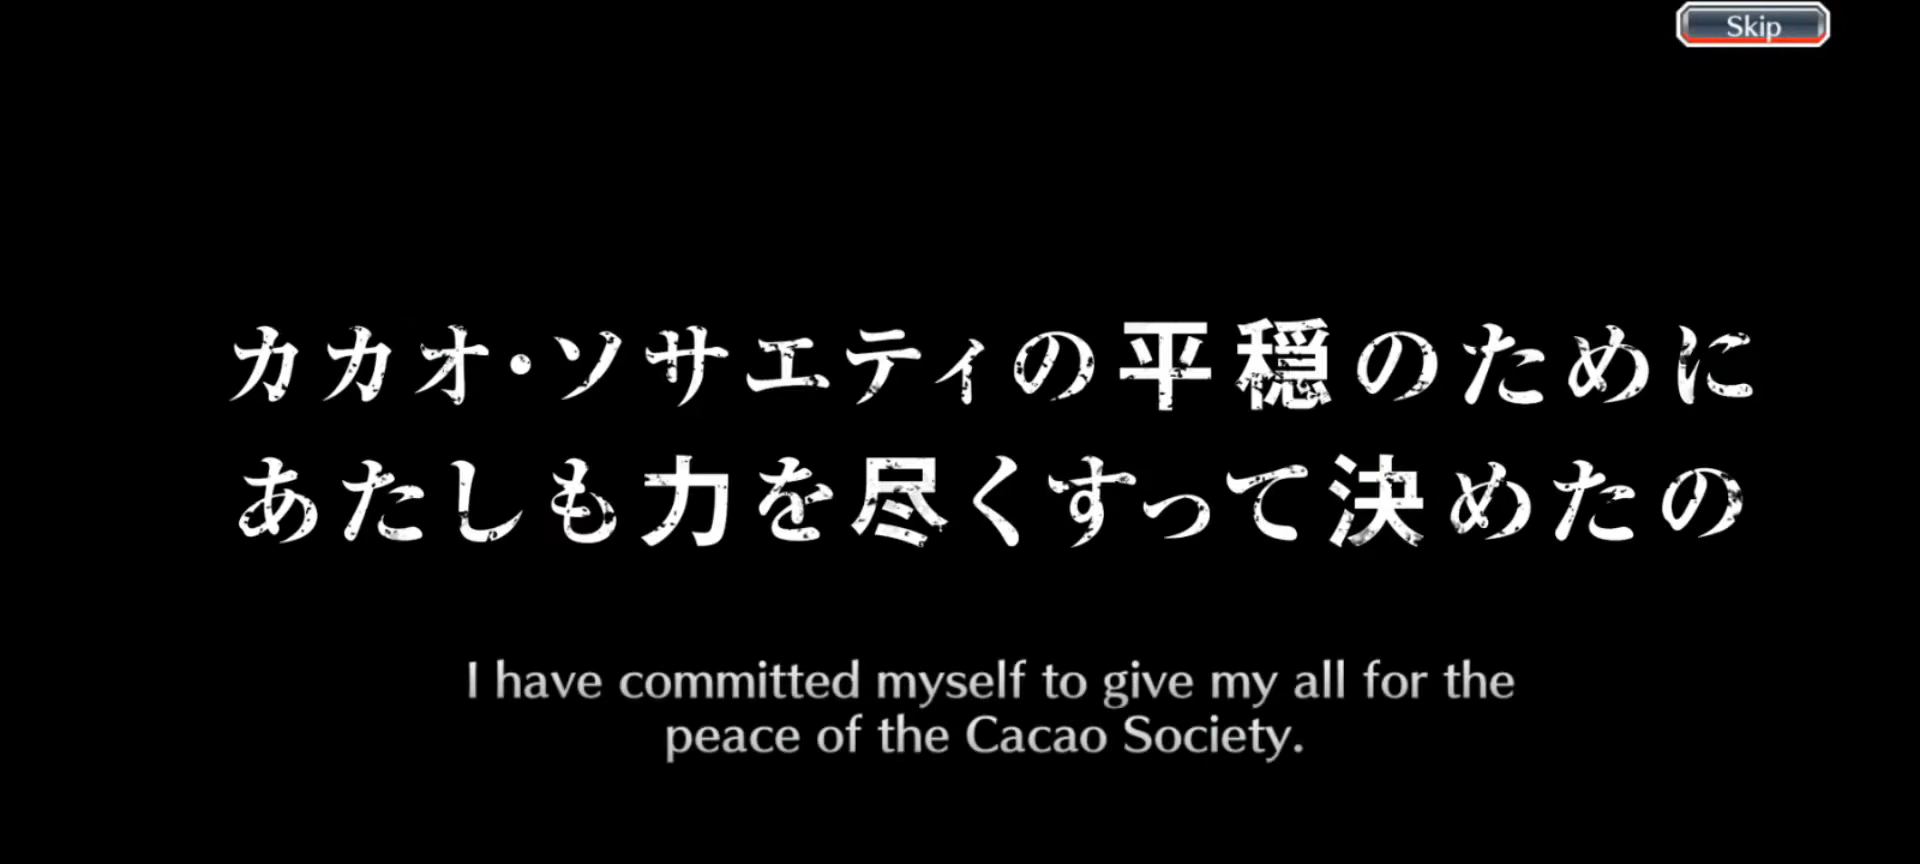 Skip
カカオ・ソサエティの平穏のために
あたしも力を尽くすって決めたの
I have committed myself to give my all for the
peace of the Cacao Society.